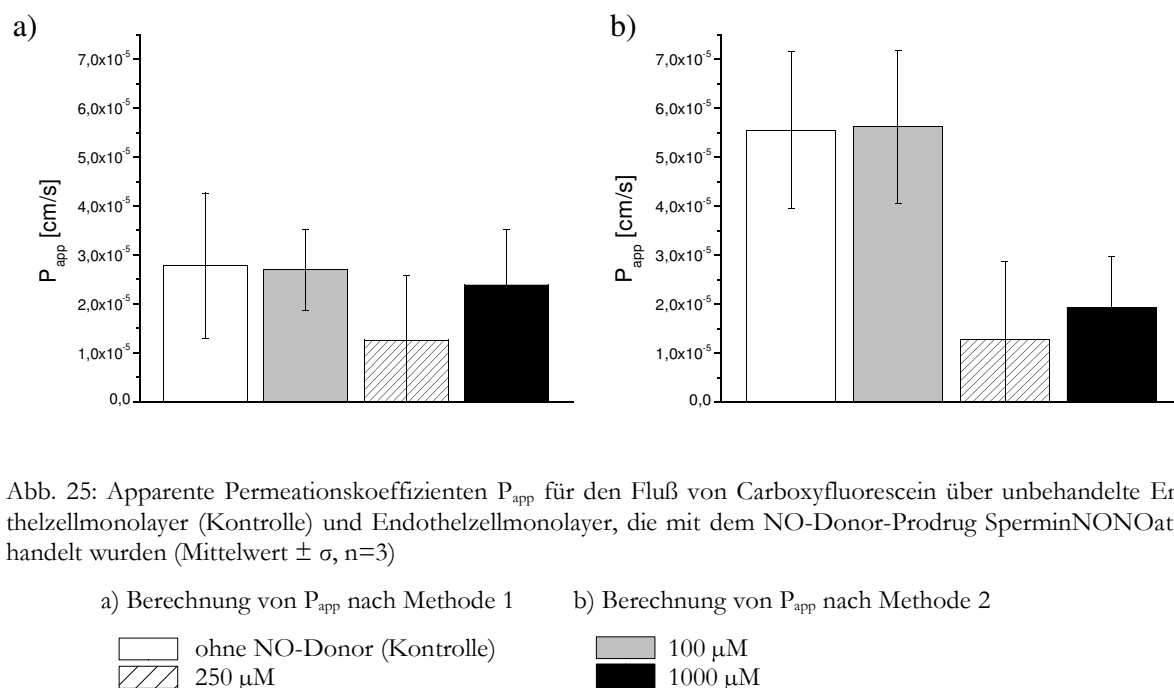 a)
7,0x10⁻⁵
6,0x10⁻⁵
5,0x10⁻⁵
4,0x10⁻⁵
3,0x10⁻⁵
2,0x10⁻⁵
1,0x10⁻⁵
0,0
P_app [cm/s]
b)
7,0x10⁻⁵
6,0x10⁻⁵
5,0x10⁻⁵
4,0x10⁻⁵
3,0x10⁻⁵
2,0x10⁻⁵
1,0x10⁻⁵
0,0
P_app [cm/s]
Abb. 25: Apparente Permeationskoeffizienten P_app für den Fluß von Carboxyfluorescein über unbehandelte En
thelzellmonolayer (Kontrolle) und Endothelzellmonolayer, die mit dem NO-Donor-Prodrug SperminNONOat
handelt wurden (Mittelwert ± σ, n=3)
a) Berechnung von P_app nach Methode 1 b) Berechnung von P_app nach Methode 2
ohne NO-Donor (Kontrolle) 100 µM
250 µM 1000 µM